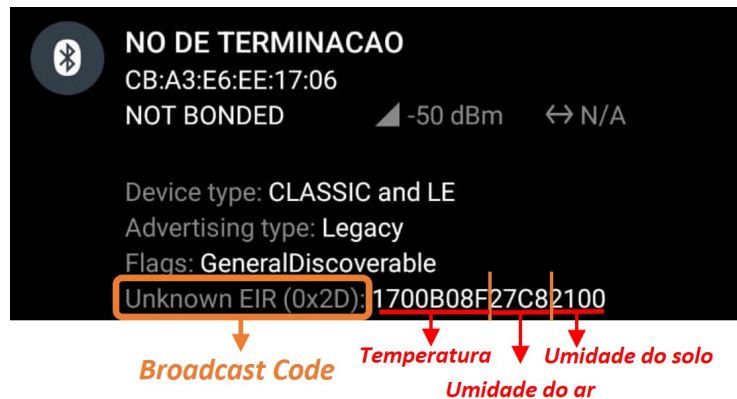 NO DE TERMINACAO
CB:A3:E6:EE:17:06
NOT BONDED -50 dBm N/A
Device type: CLASSIC and LE
Advertising type: Legacy
Flags: GeneralDiscoverable
Unknown EIR (0x2D): 1700B08F27C82100
Broadcast Code Temperatura Umidade do solo
Umidade do ar